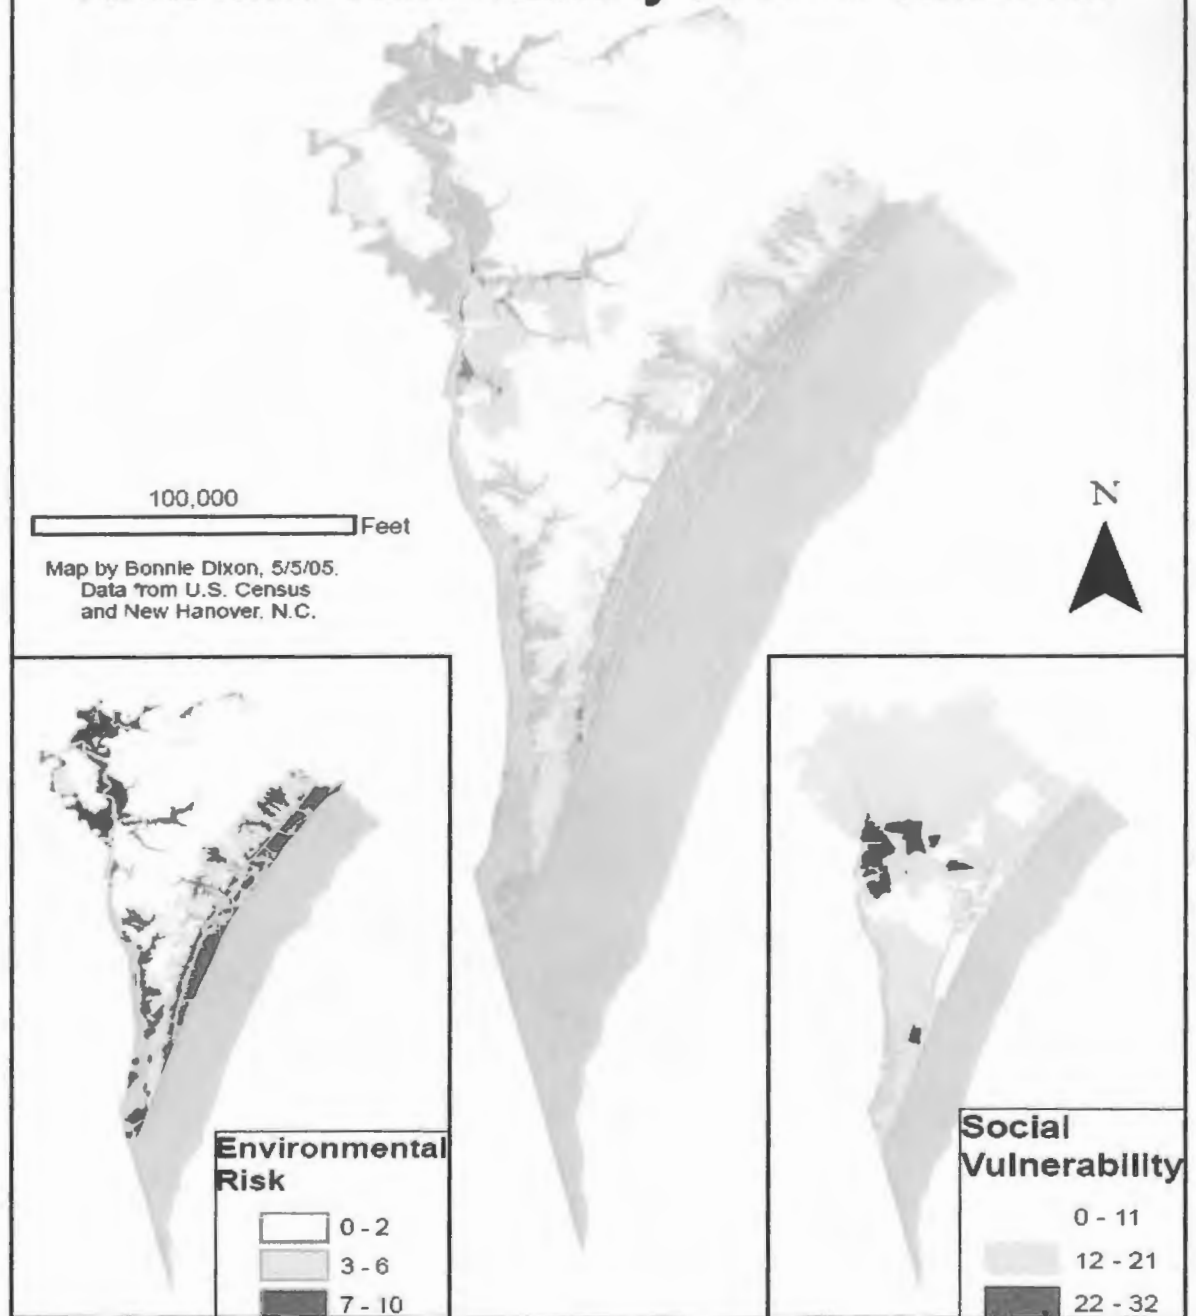 100,000
Feet
Map by Bonnie Dixon, 5/5/05.
Data from U.S. Census
and New Hanover, N.C.
N
Environmental
Risk
0 - 2
3 - 6
7 - 10
Social
Vulnerability
0 - 11
12 - 21
22 - 32